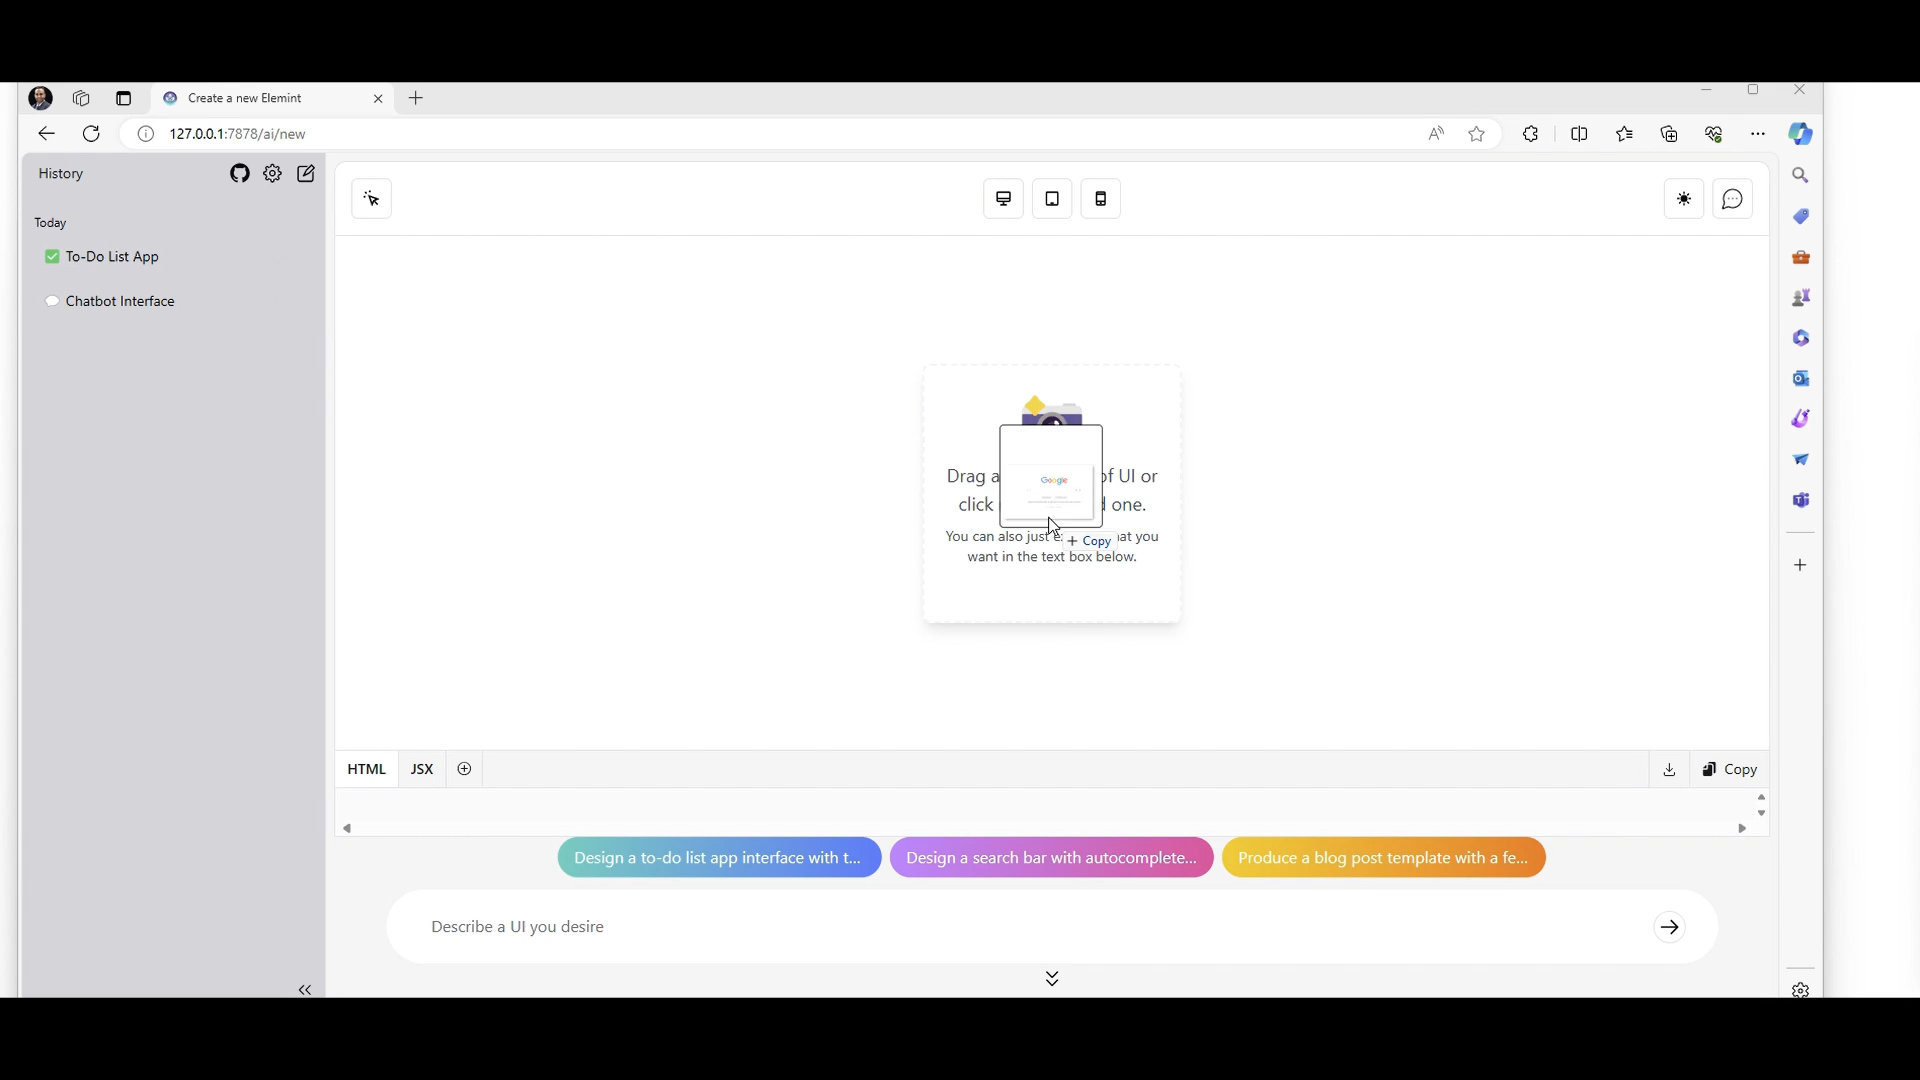 Create a new Elemint
127.0.0.1:7878/ai/new
History
Today
To-Do List App
Chatbot Interface
Drag a of UI or
click one.
Google
You can also just at you
+ Copy
want in the text box below.
HTML JSX Copy
Design a to-do list app interface with t... Design a search bar with autocomplete... Produce a blog post template with a fe...
Describe a UI you desire